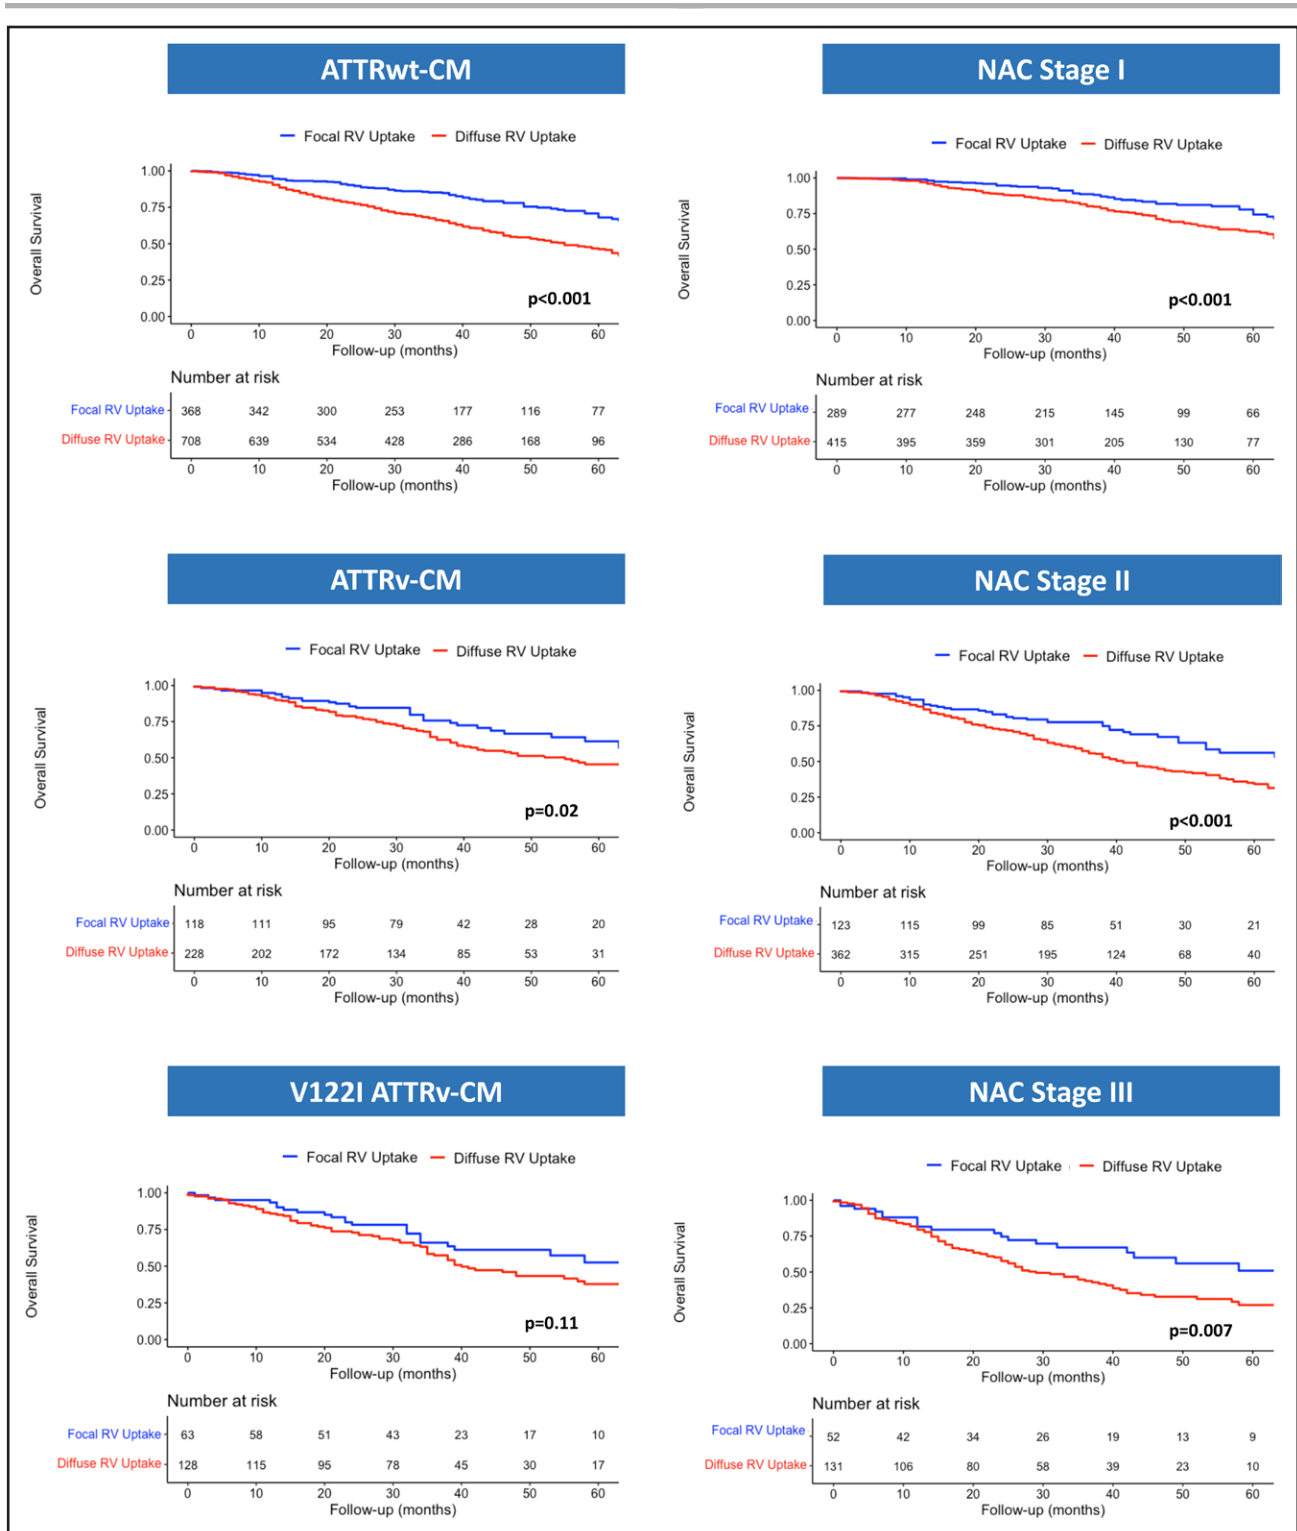 ATTRwt-CM
Focal RV Uptake Diffuse RV Uptake
Overall Survival
1.00
0.75
0.50
0.25
0.00
p<0.001
0 10 20 30 40 50 60
Follow-up (months)
Number at risk
Focal RV Uptake 368 342 300 253 177 116 77
Diffuse RV Uptake 708 639 534 428 286 168 96
0 10 20 30 40 50 60
Follow-up (months)
NAC Stage I
Focal RV Uptake Diffuse RV Uptake
Overall Survival
1.00
0.75
0.50
0.25
0.00
p<0.001
0 10 20 30 40 50 60
Follow-up (months)
Number at risk
Focal RV Uptake 289 277 248 215 145 99 66
Diffuse RV Uptake 415 395 359 301 205 130 77
0 10 20 30 40 50 60
Follow-up (months)
ATTRv-CM
Focal RV Uptake Diffuse RV Uptake
Overall Survival
1.00
0.75
0.50
0.25
0.00
p=0.02
0 10 20 30 40 50 60
Follow-up (months)
Number at risk
Focal RV Uptake 118 111 95 79 42 28 20
Diffuse RV Uptake 228 202 172 134 85 53 31
0 10 20 30 40 50 60
Follow-up (months)
NAC Stage II
Focal RV Uptake Diffuse RV Uptake
Overall Survival
1.00
0.75
0.50
0.25
0.00
p<0.001
0 10 20 30 40 50 60
Follow-up (months)
Number at risk
Focal RV Uptake 123 115 99 85 51 30 21
Diffuse RV Uptake 362 315 251 195 124 68 40
0 10 20 30 40 50 60
Follow-up (months)
V122I ATTRv-CM
Focal RV Uptake Diffuse RV Uptake
Overall Survival
1.00
0.75
0.50
0.25
0.00
p=0.11
0 10 20 30 40 50 60
Follow-up (months)
Number at risk
Focal RV Uptake 63 58 51 43 23 17 10
Diffuse RV Uptake 128 115 95 78 45 30 17
0 10 20 30 40 50 60
Follow-up (months)
NAC Stage III
Focal RV Uptake Diffuse RV Uptake
Overall Survival
1.00
0.75
0.50
0.25
0.00
p=0.007
0 10 20 30 40 50 60
Follow-up (months)
Number at risk
Focal RV Uptake 52 42 34 26 19 13 9
Diffuse RV Uptake 131 106 80 58 39 23 10
0 10 20 30 40 50 60
Follow-up (months)